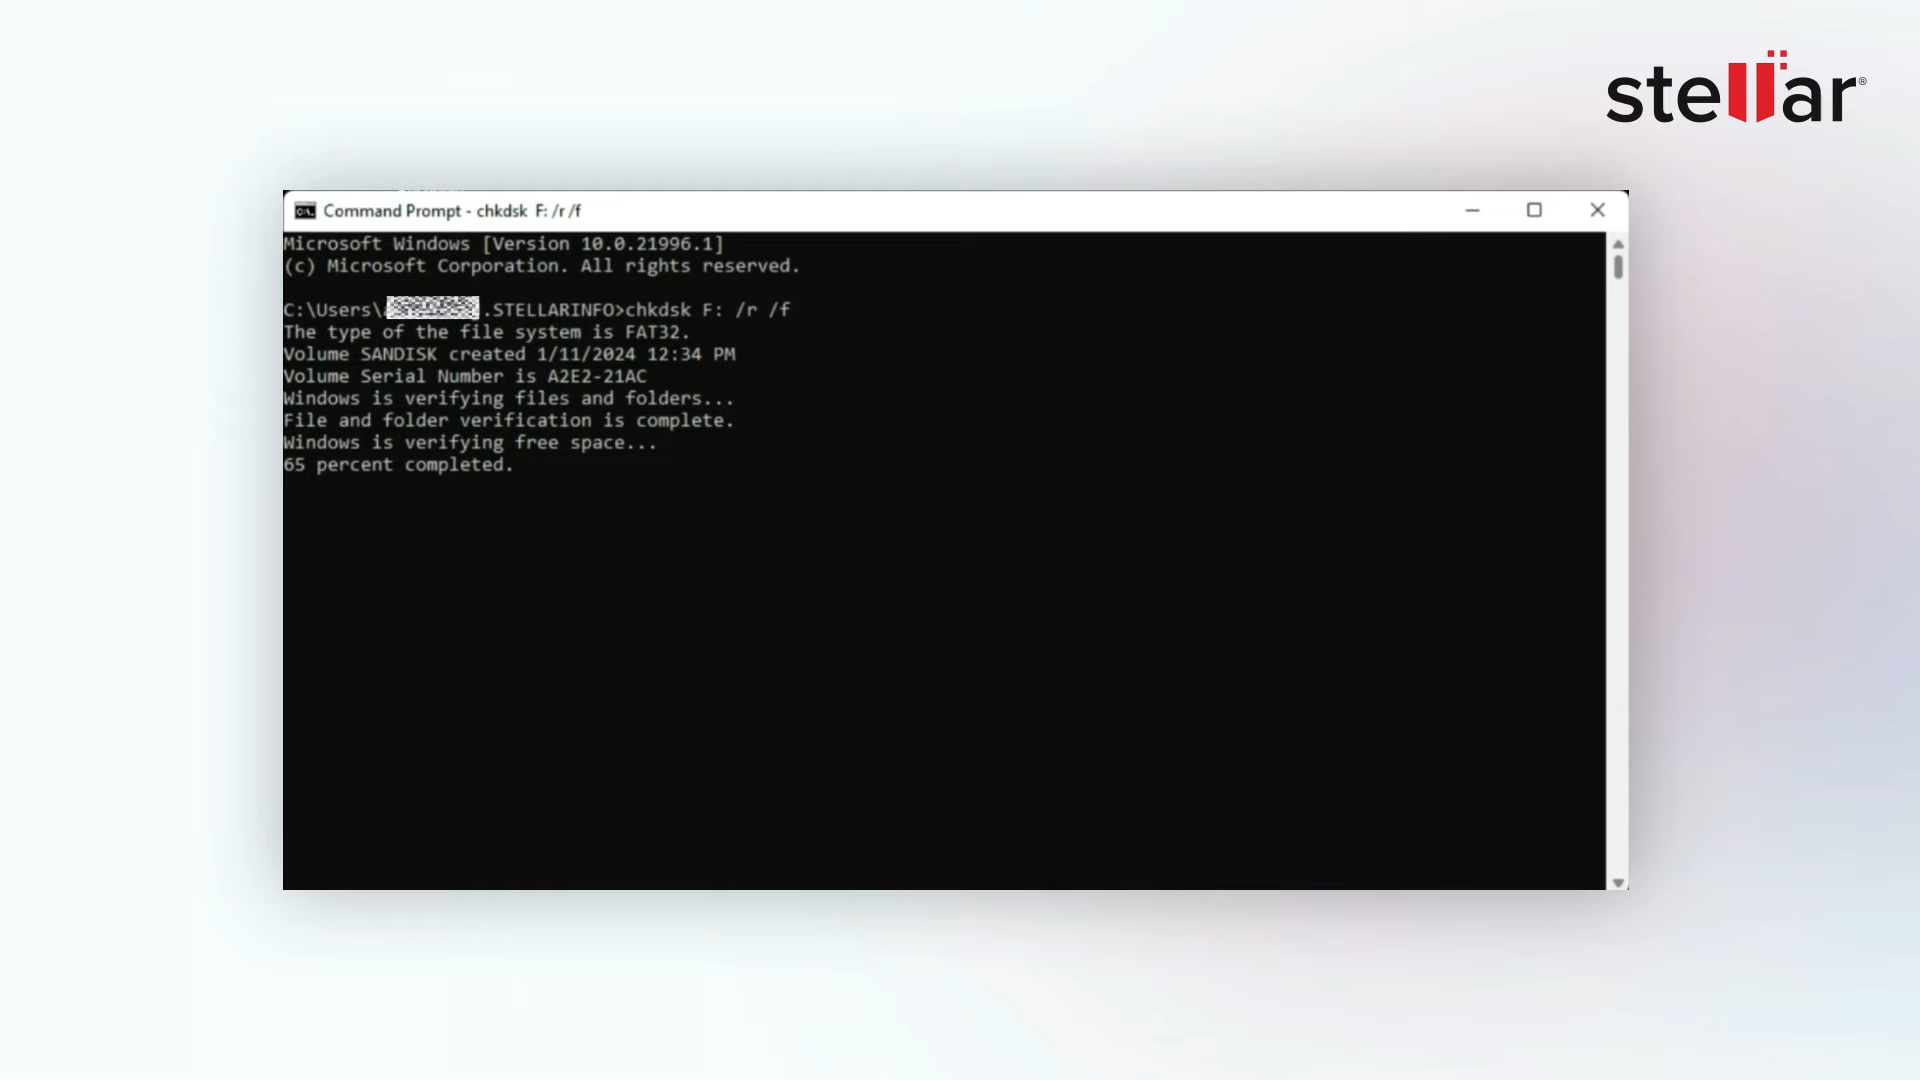 stellar®
Command Prompt - chkdsk F: /r /f
Microsoft Windows [Version 10.0.21996.1]
(c) Microsoft Corporation. All rights reserved.
C:\Users\ .STELLARINFO>chkdsk F: /r /f
The type of the file system is FAT32.
Volume SANDISK created 1/11/2024 12:34 PM
Volume Serial Number is A2E2-21AC
Windows is verifying files and folders...
File and folder verification is complete.
Windows is verifying free space...
65 percent completed.